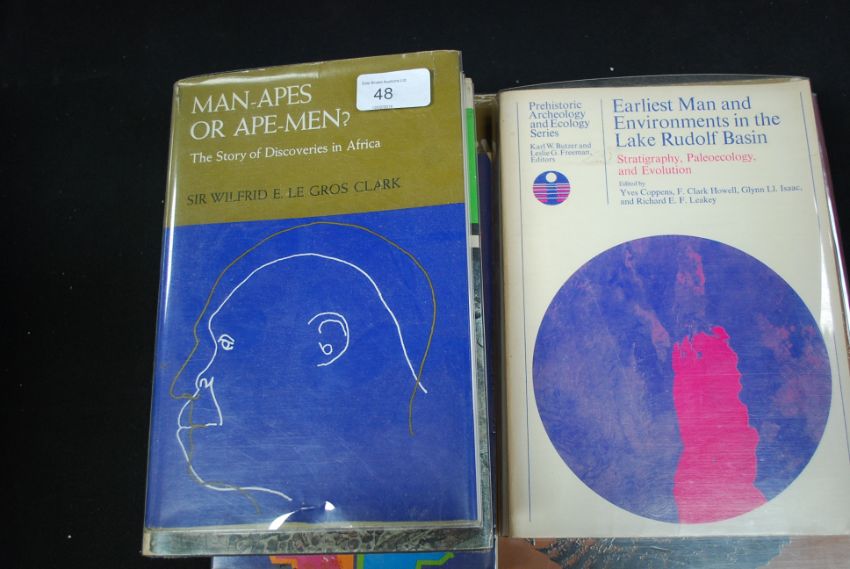 MAN-APES
OR APE-MEN?
The Story of Discoveries in Africa
SIR WILFRID E. LE GROS CLARK
48
Prehistoric
Archeology
and Ecology
Series
Karl W. Butzer and
Leslie G. Freeman,
Editors
Earliest Man and
Environments in the
Lake Rudolf Basin
Stratigraphy, Paleoecology,
and Evolution
Edited by
Yves Coppens, F. Clark Howell, Glynn Ll. Isaac,
and Richard E. F. Leakey